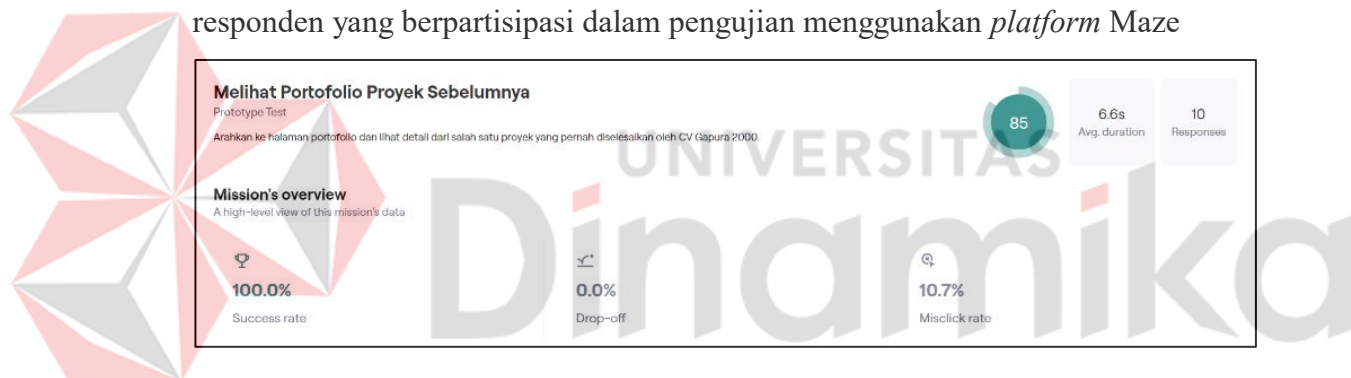 responden yang berpartisipasi dalam pengujian menggunakan platform Maze
Melihat Portofolio Proyek Sebelumnya
Prototype Test
Arahkan ke halaman portofolio dan lihat detail dari salah satu proyek yang pernah diselesaikan oleh CV Gapura 2000.
85
6.6s
Avg. duration
10
Responses
UNIVERSITAS
Dinamika
Mission's overview
A high-level view of this mission's data
100.0%
Success rate
0.0%
Drop-off
10.7%
Misclick rate